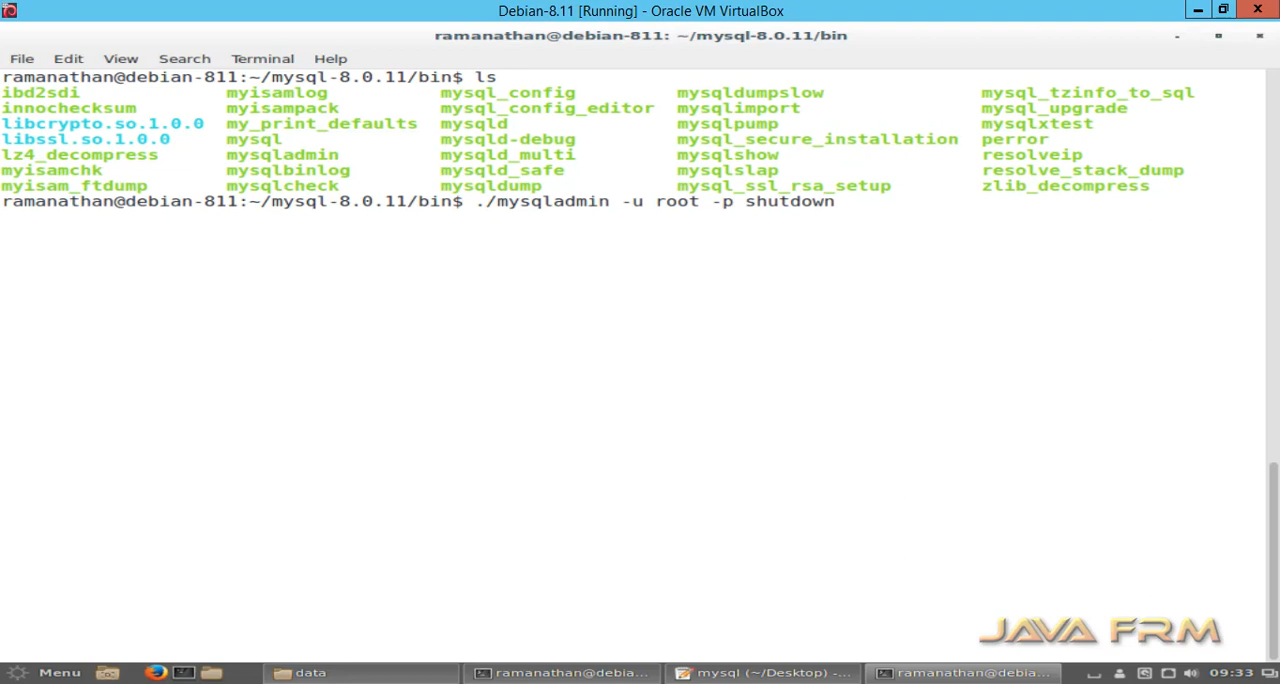 Debian-8.11 [Running] - Oracle VM VirtualBox
ramanathan@debian-811: ~/mysql-8.0.11/bin
File Edit View Search Terminal Help
ramanathan@debian-811:~/mysql-8.0.11/bin$ ls
ibd2sdi myisamlog mysql_config mysqldumpslow mysql_tzinfo_to_sql
innochecksum myisampack mysql_config_editor mysqlimport mysql_upgrade
libcrypto.so.1.0.0 my_print_defaults mysqld mysqlpump mysqlxtest
libssl.so.1.0.0 mysql mysqld-debug mysql_secure_installation perror
lz4_decompress mysqladmin mysqld_multi mysqlshow resolveip
myisamchk mysqlbinlog mysqld_safe mysqlslap resolve_stack_dump
myisam_ftdump mysqlcheck mysqldump mysql_ssl_rsa_setup zlib_decompress
ramanathan@debian-811:~/mysql-8.0.11/bin$ ./mysqladmin -u root -p shutdown
JAVA FRM
Menu data ramanathan@debia... mysql (~/Desktop) -... ramanathan@debia... 09:33